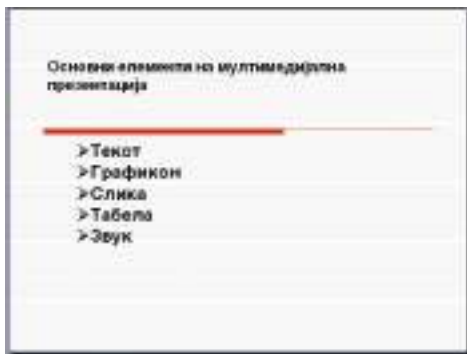 Основни елементи на мултимедијална
презентација
➢Текст
➢Графикон
➢Слика
➢Табела
➢Звук